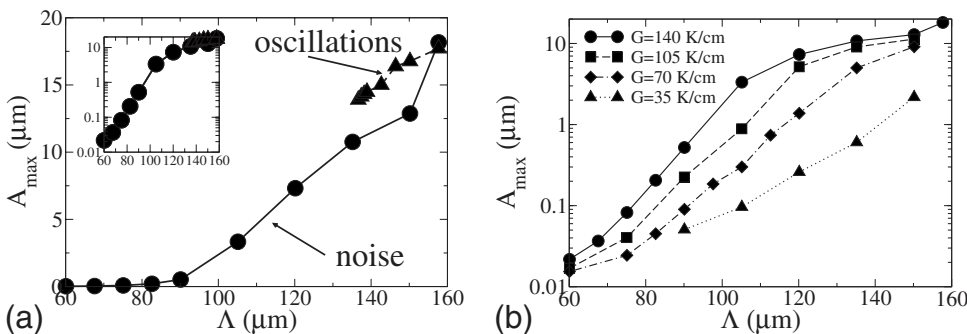 20
15
10
5
0
A_max (μm)
oscillations
noise
10
1
0.1
0.01
60 80 100 120 140 160
60 80 100 120 140 160
Λ (μm)
(a)
10
1
0.1
0.01
A_max (μm)
G=140 K/cm
G=105 K/cm
G=70 K/cm
G=35 K/cm
60 80 100 120 140 160
Λ (μm)
(b)